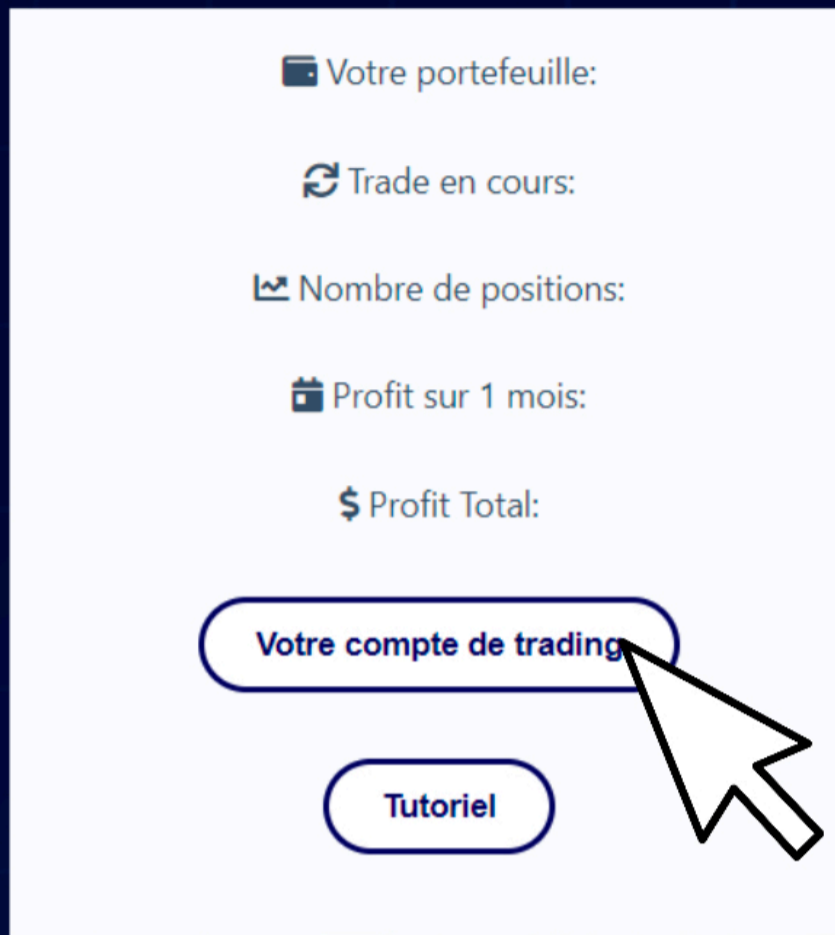 Votre portefeuille:
Trade en cours:
Nombre de positions:
Profit sur 1 mois:
Profit Total:
Votre compte de trading
Tutoriel